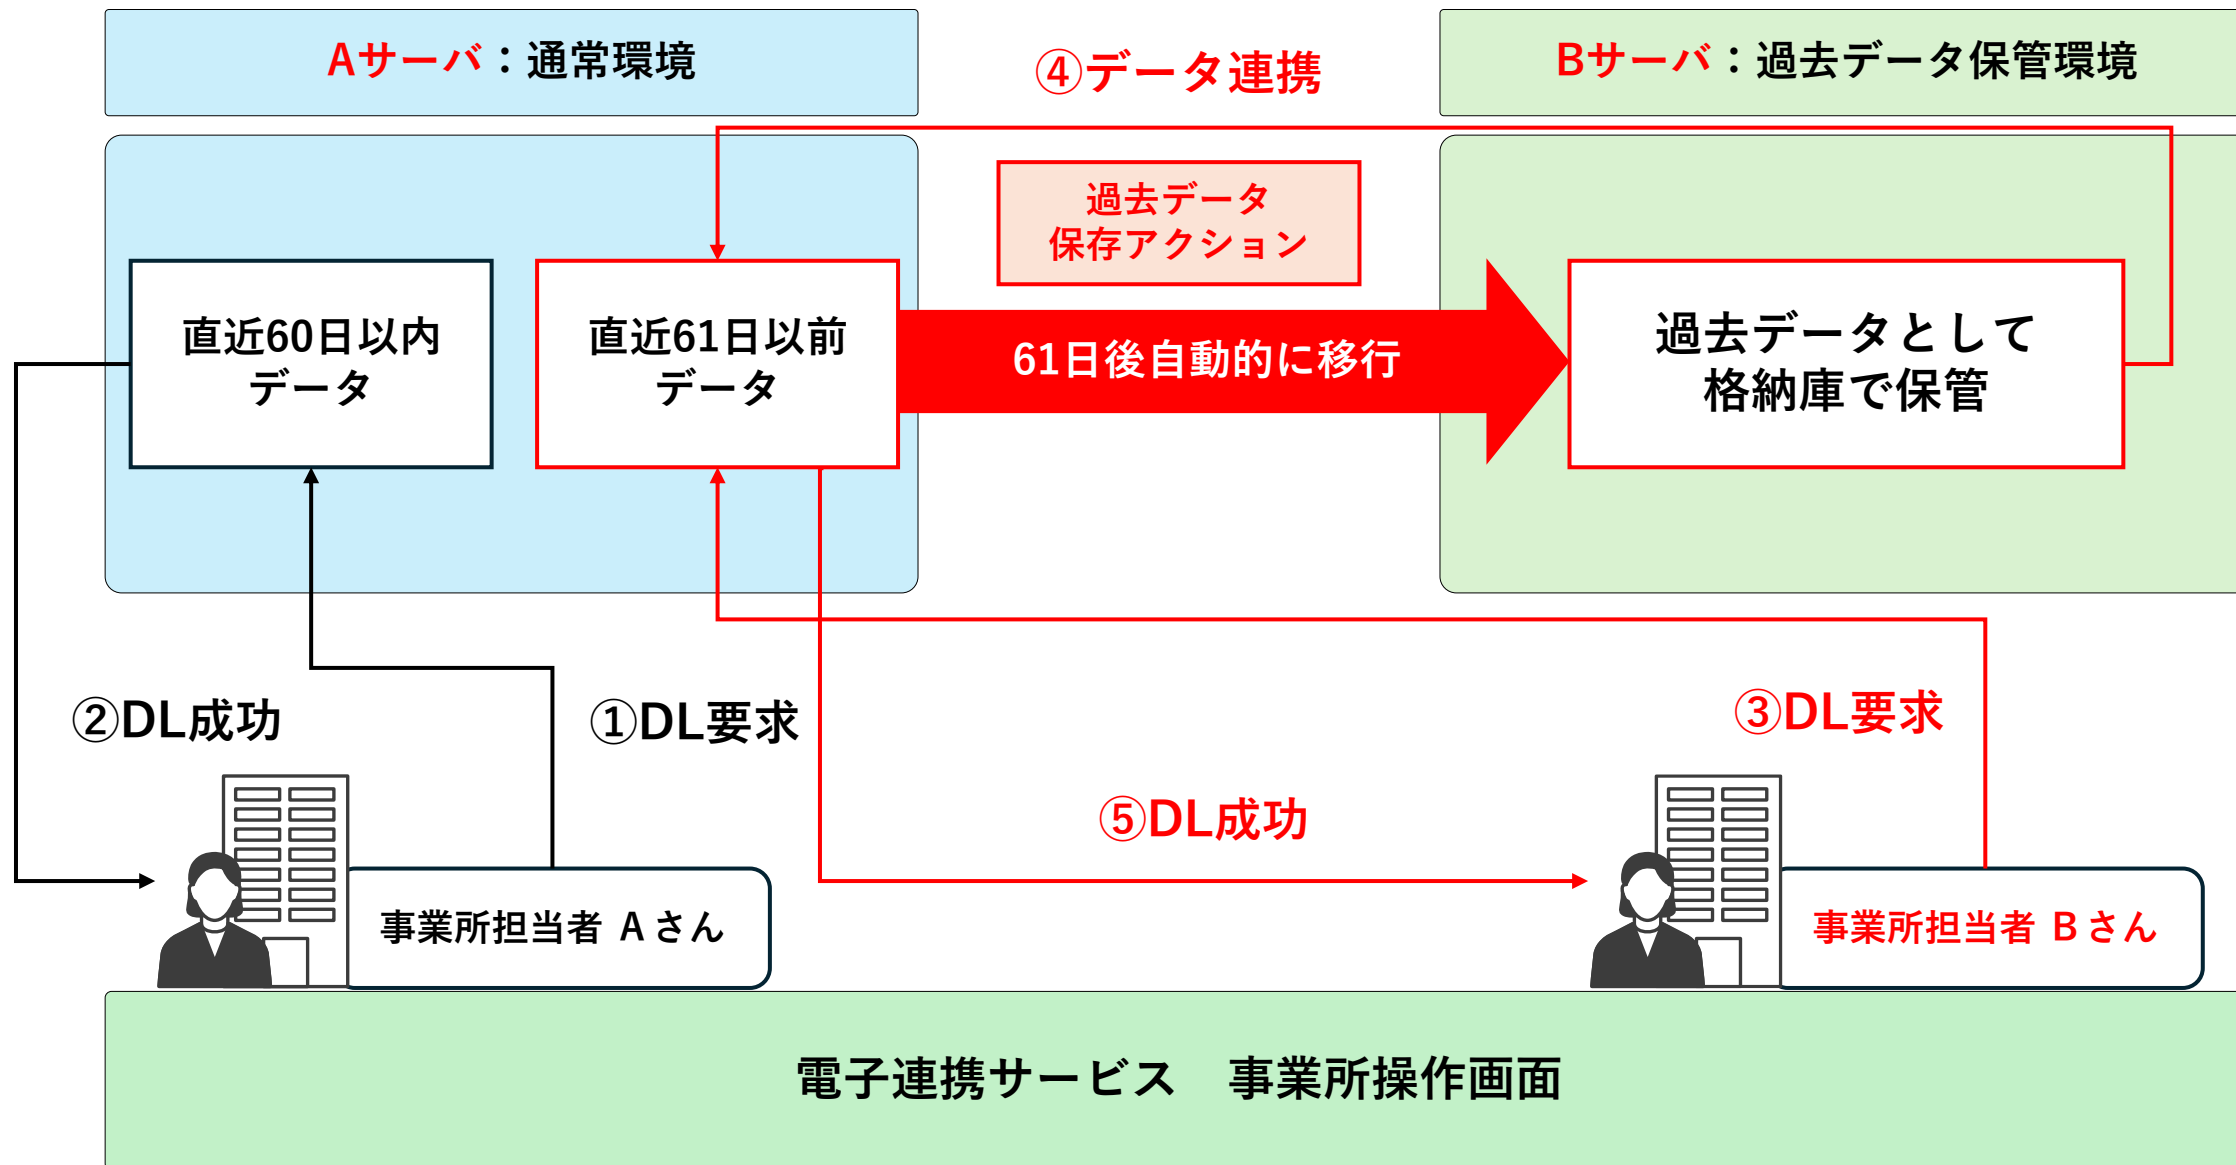 Aサーバ：通常環境
④データ連携
Bサーバ：過去データ保管環境
過去データ
保存アクション
直近60日以内
データ
直近61日以前
データ
61日後自動的に移行
過去データとして
格納庫で保管
②DL成功
①DL要求
③DL要求
⑤DL成功
事業所担当者 Aさん
事業所担当者 Bさん
電子連携サービス　事業所操作画面